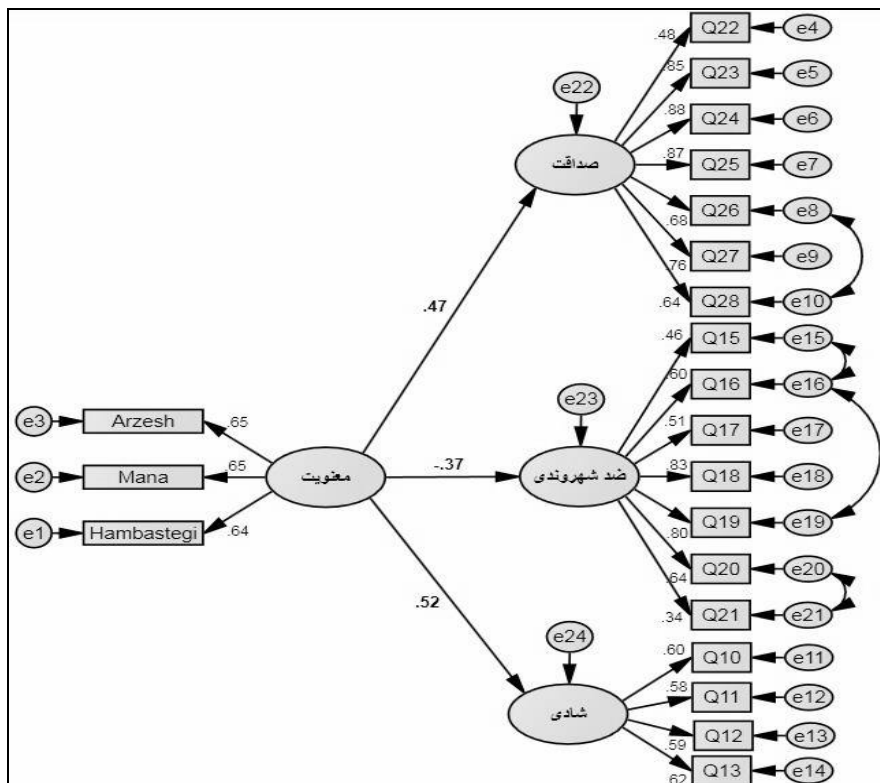 .48 Q22 e4
.85 Q23 e5
e22
.88 Q24 e6
صداقت .87 Q25 e7
Q26 e8
.68
Q27 e9
.76
.64 Q28 e10
.47
.46 Q15 e15
.60 Q16 e16
e23
.51 Q17 e17
e3 Arzesh .65
e2 Mana .65 معنویت -.37 ضد شهروندی .83 Q18 e18
e1 Hambastegi .64
Q19 e19
.80
Q20 e20
.64
.34 Q21 e21
.52
e24
.60 Q10 e11
.58 Q11 e12
شادی
Q12 e13
.59
.62 Q13 e14